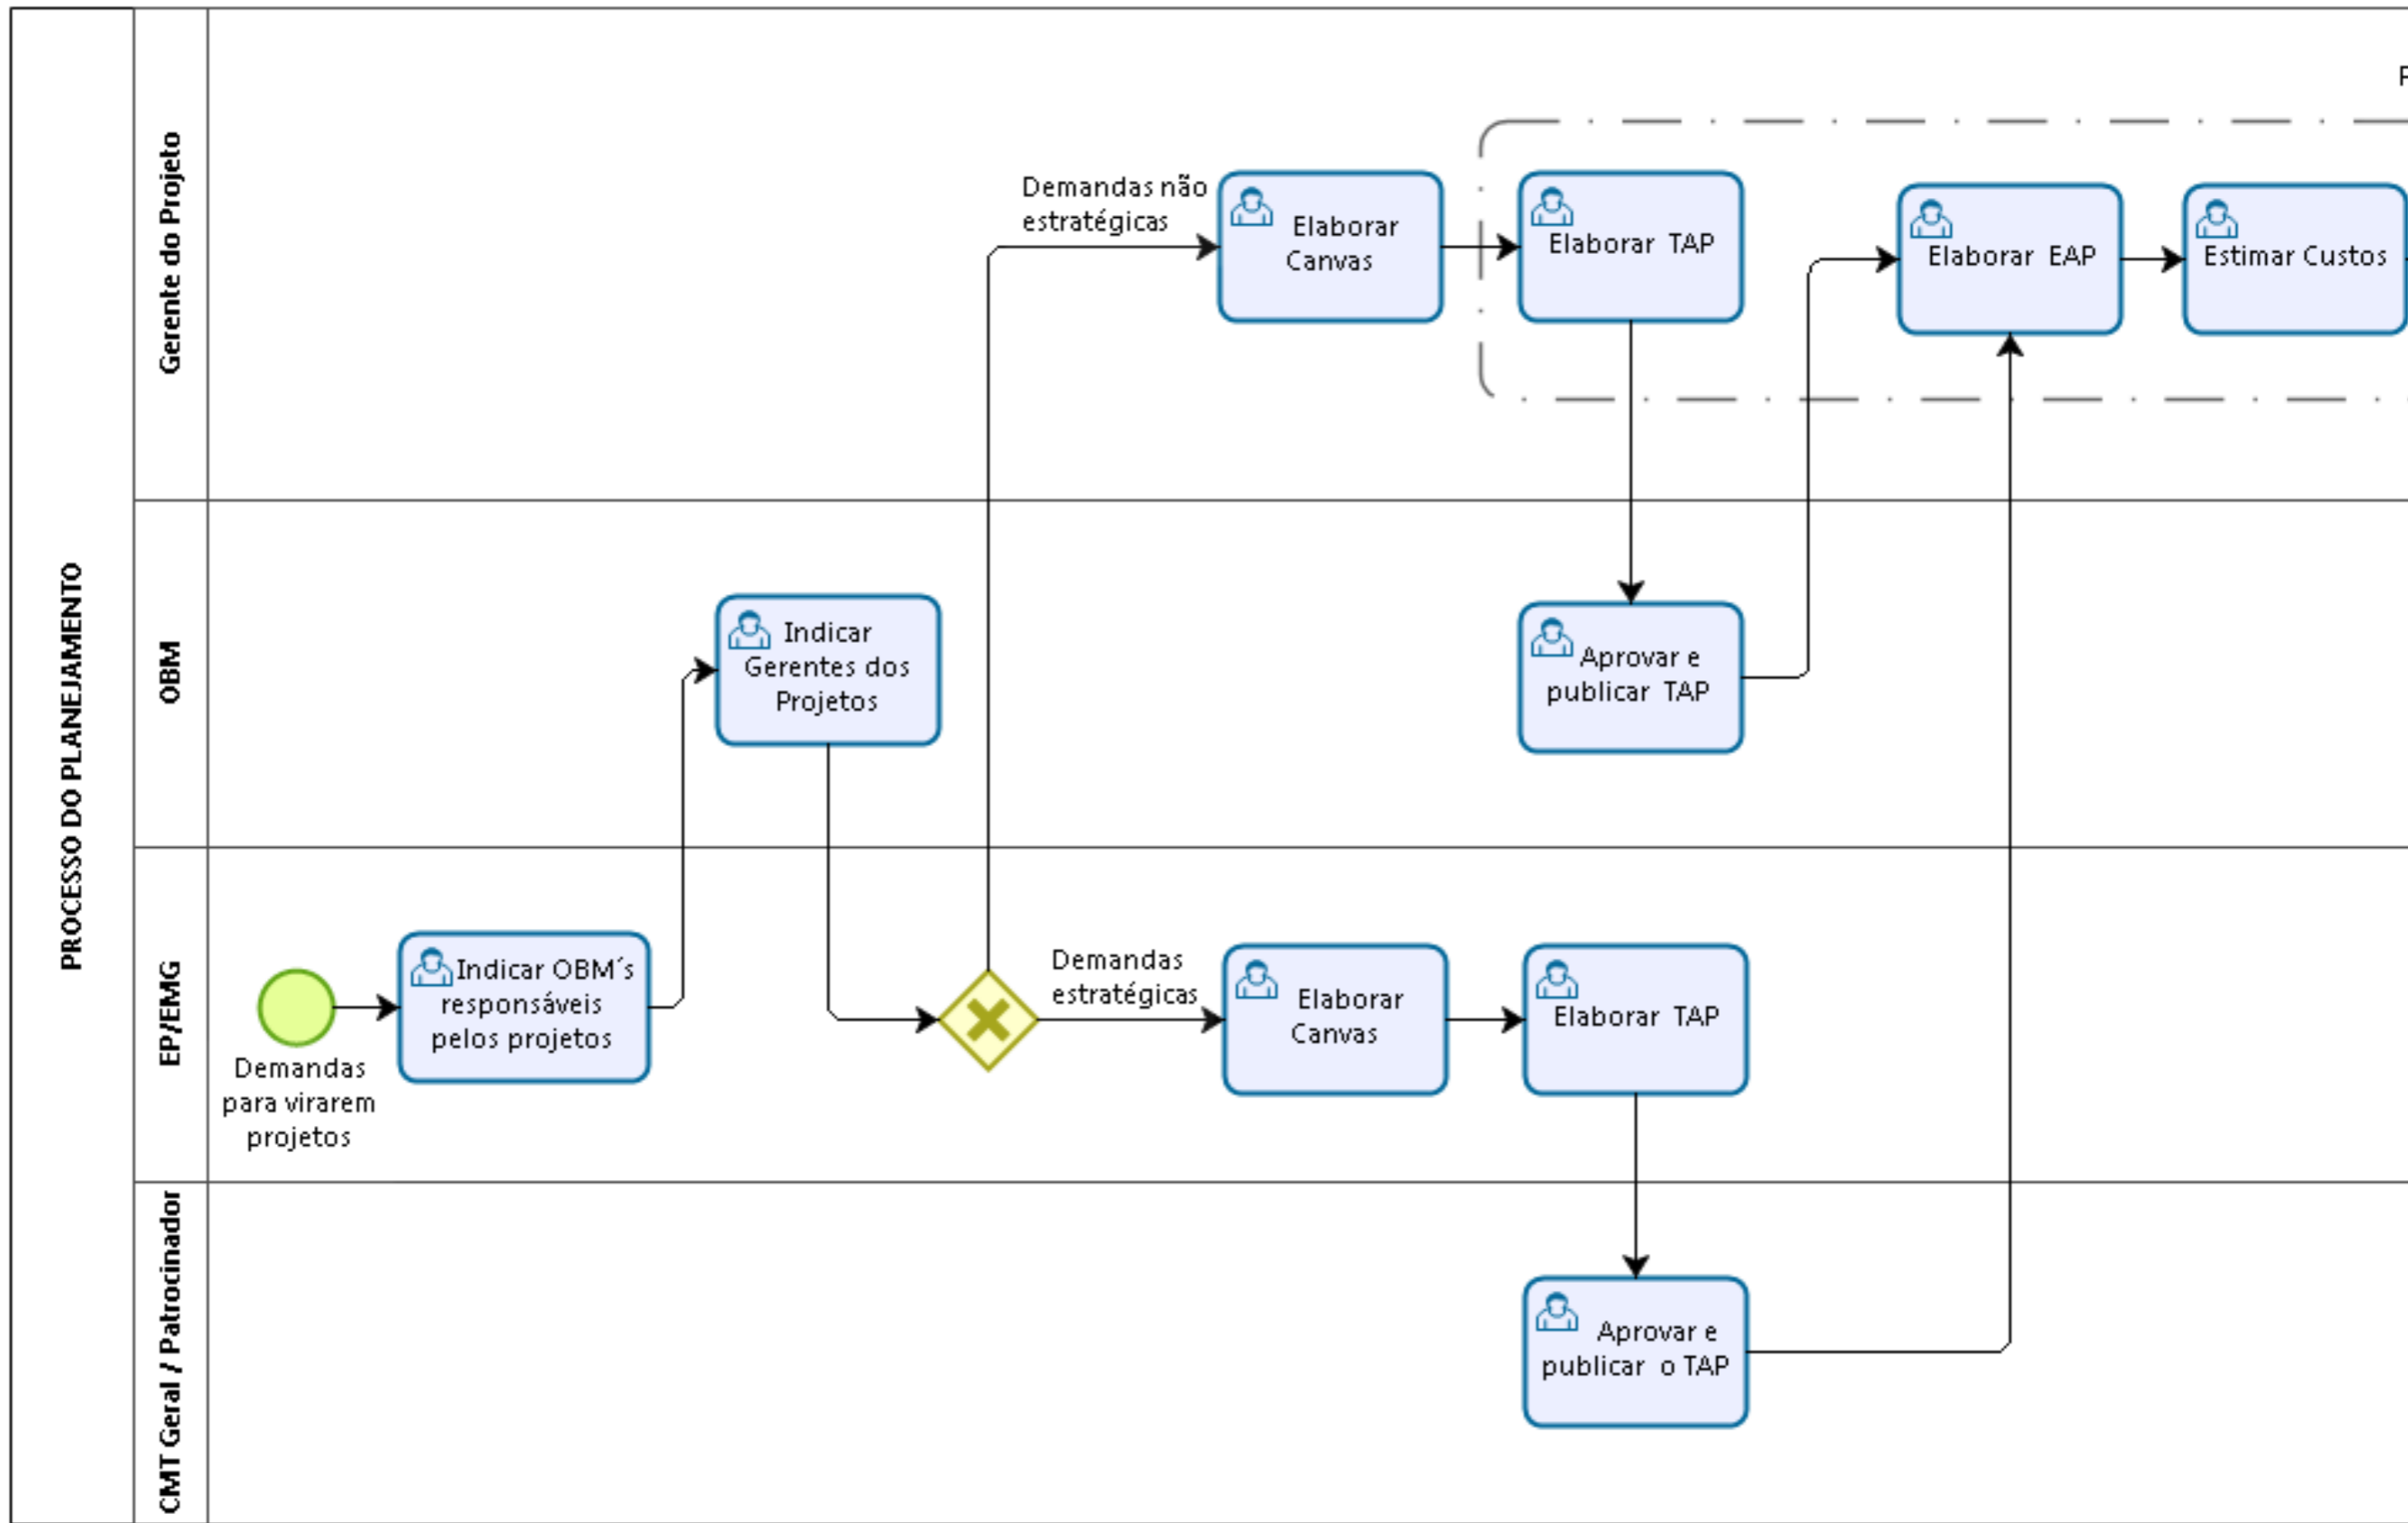 PROCESSO DO PLANEJAMENTO
Gerente do Projeto
Demandas não
estratégicas
Elaborar
Canvas
Elaborar TAP
Elaborar EAP
Estimar Custos
OBM
Indicar
Gerentes dos
Projetos
Aprovar e
publicar TAP
EP/EMG
Demandas
para virarem
projetos
Indicar OBM´s
responsáveis
pelos projetos
Demandas
estratégicas
Elaborar
Canvas
Elaborar TAP
CMT Geral / Patrocinador
Aprovar e
publicar o TAP